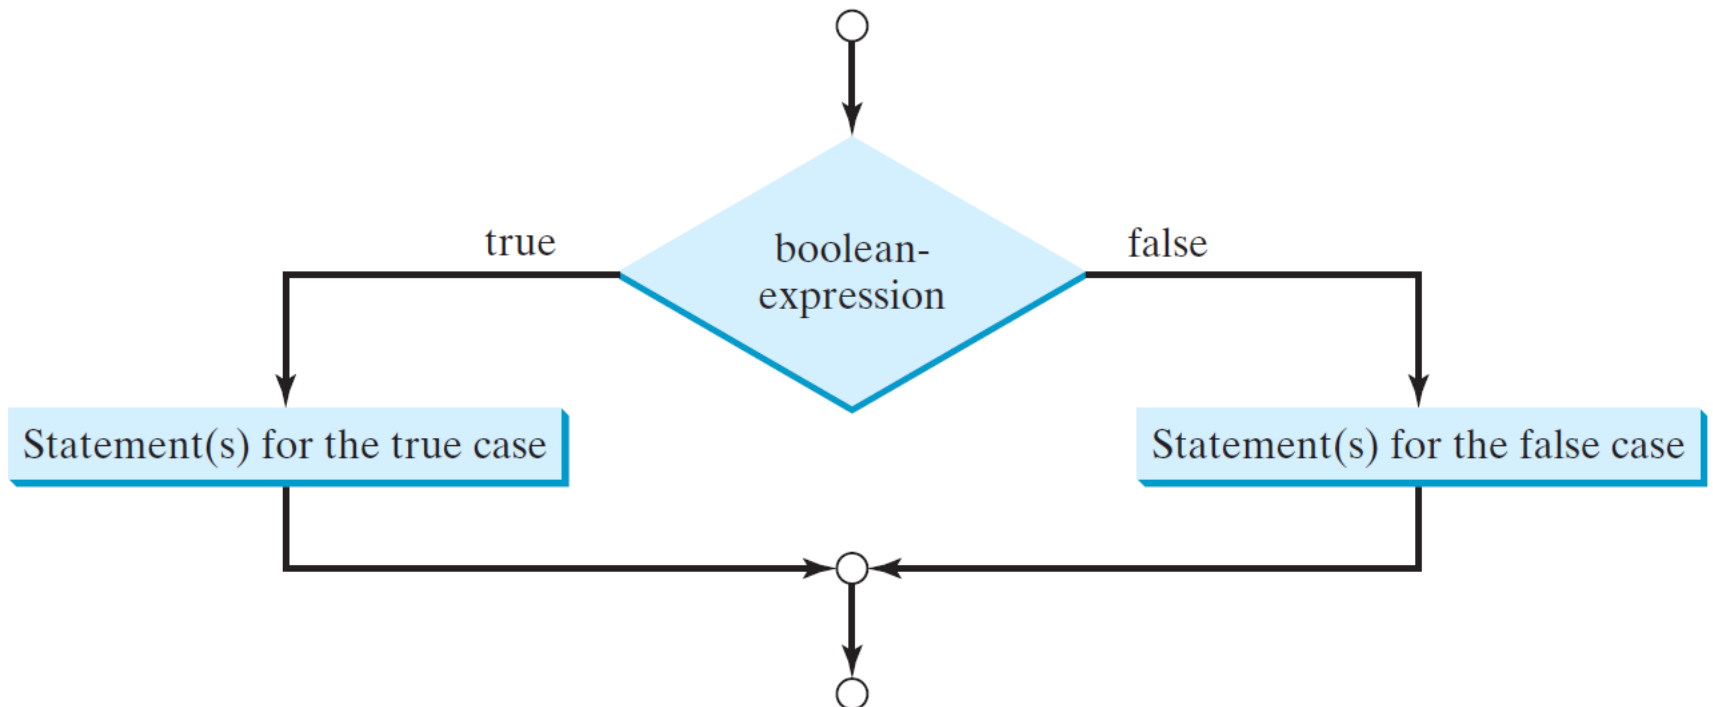 true
boolean-
expression
false
Statement(s) for the true case
Statement(s) for the false case